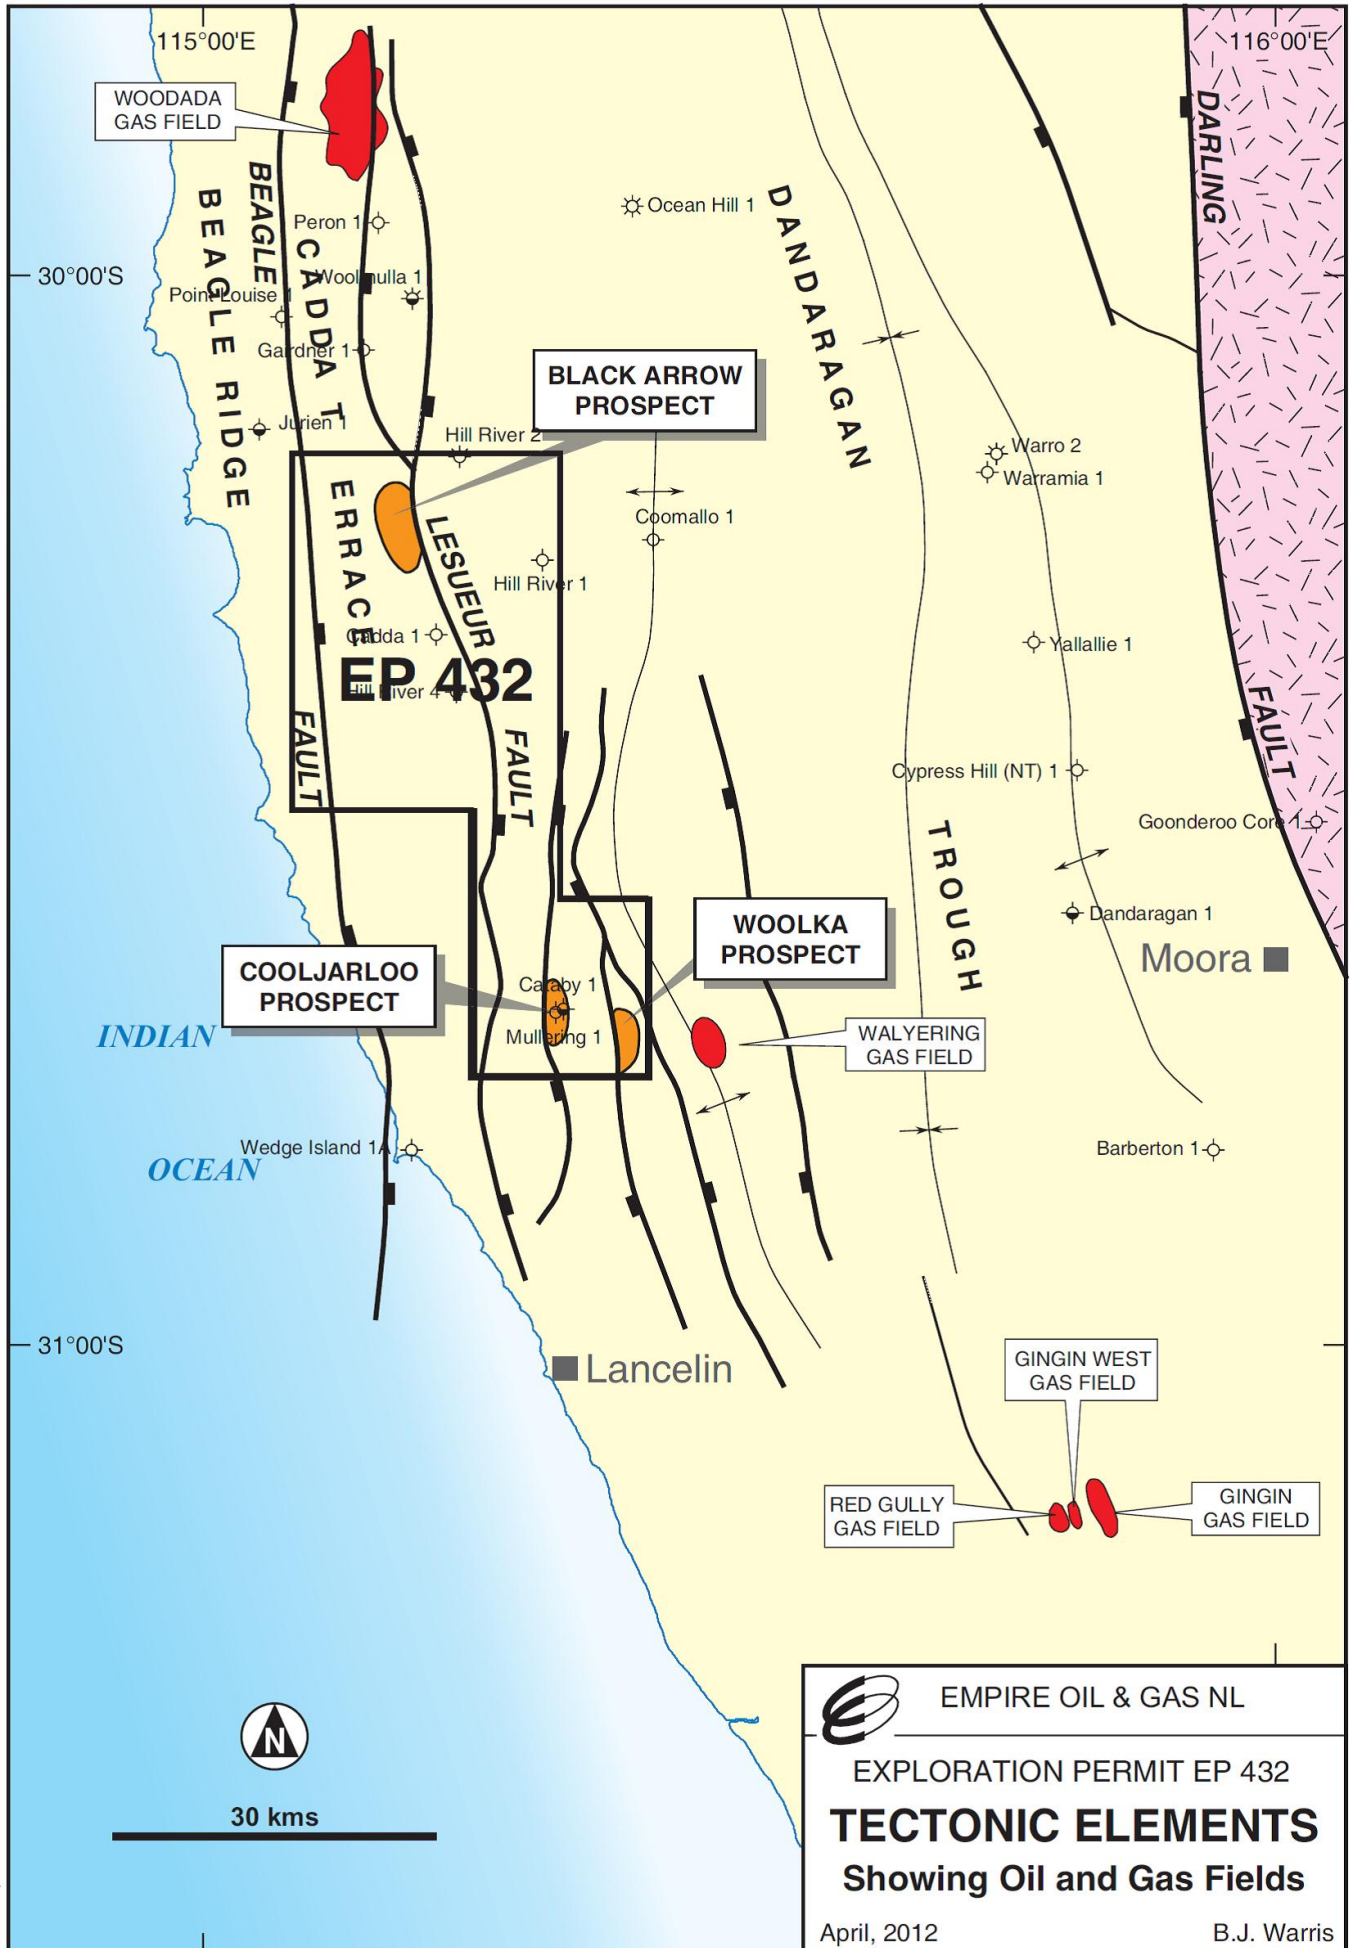 115°00'E
116°00'E
WOODADA
GAS FIELD
DARLING
BEAGLE
BEAGLE RIDGE
Peron 1
Ocean Hill 1
DANDARAGAN
CADDA T
Woolmulla 1
30°00'S
Point Louise 1
Gairdner 1
BLACK ARROW
PROSPECT
Jurien 1
Hill River 2
Warro 2
Warramia 1
ERRACE
LESUEUR
Coomallo 1
Hill River 1
Cadda 1
Yallallie 1
EP 432
Hill River 4
FAULT
FAULT
FAULT
Cypress Hill (NT) 1
Goonderoo Core 1
TROUGH
Dandaragan 1
WOOLKA
PROSPECT
Moora
COOLJARLOO
PROSPECT
Cataby 1
Mullering 1
INDIAN
WALYERING
GAS FIELD
Wedge Island 1A
OCEAN
Barberton 1
31°00'S
Lancelin
GINGIN WEST
GAS FIELD
RED GULLY
GAS FIELD
GINGIN
GAS FIELD
N
30 kms
EMPIRE OIL & GAS NL
EXPLORATION PERMIT EP 432
TECTONIC ELEMENTS
Showing Oil and Gas Fields
April, 2012
B.J. Warris